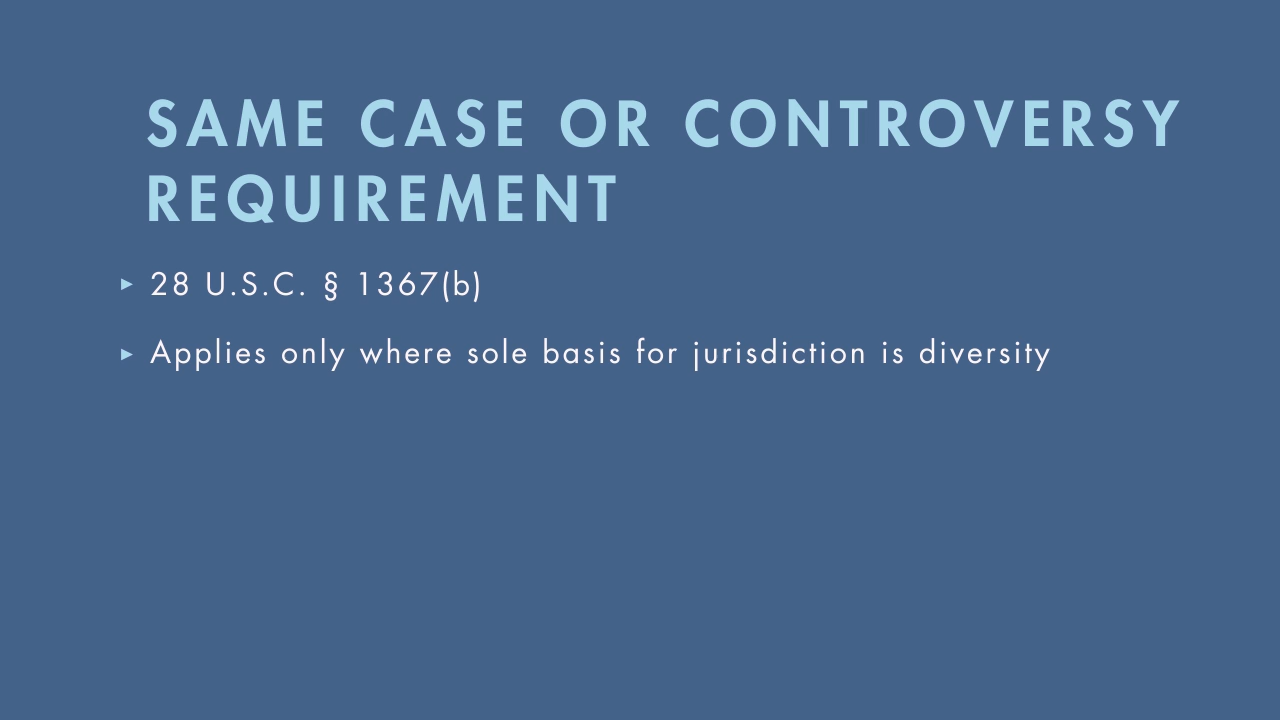 SAME CASE OR CONTROVERSY
REQUIREMENT
▸ 28 U.S.C. § 1367(b)
▸ Applies only where sole basis for jurisdiction is diversity